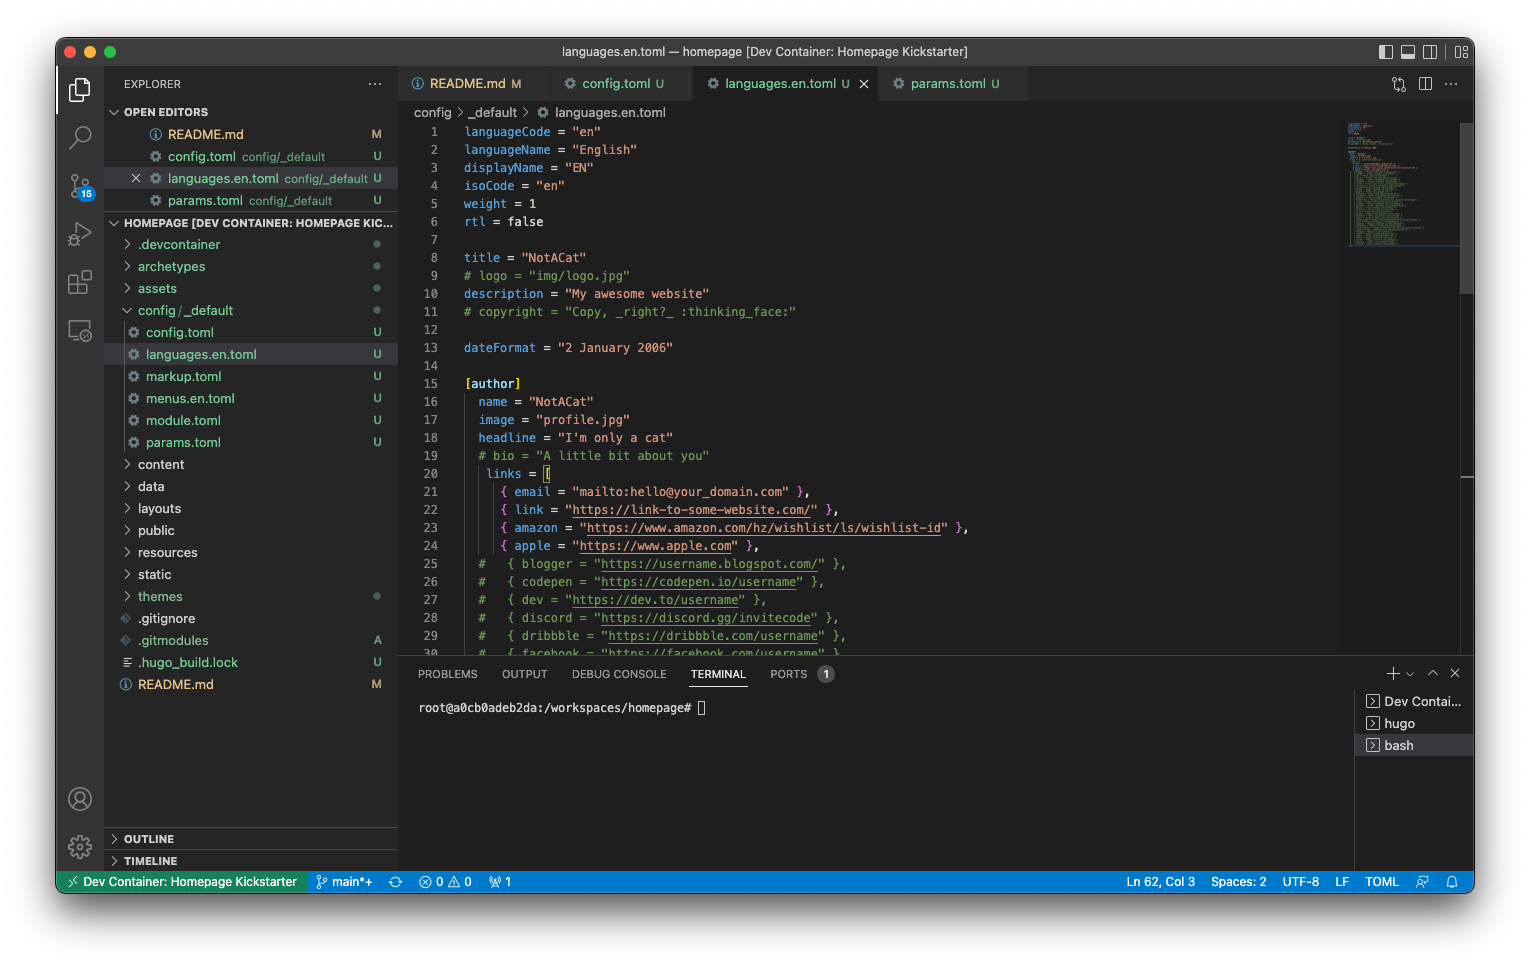 languages.en.toml — homepage [Dev Container: Homepage Kickstarter]
EXPLORER
OPEN EDITORS
README.md M
config.toml config/_default U
languages.en.toml config/_default U
params.toml config/_default U
HOMEPAGE [DEV CONTAINER: HOMEPAGE KIC...
.devcontainer
archetypes
assets
config/_default
config.toml U
languages.en.toml U
markup.toml U
menus.en.toml U
module.toml U
params.toml U
content
data
layouts
public
resources
static
themes
.gitignore
.gitmodules A
.hugo_build.lock U
README.md M
OUTLINE
TIMELINE
15
README.md M config.toml U languages.en.toml U params.toml U
config > _default > languages.en.toml
1 languageCode = "en"
2 languageName = "English"
3 displayName = "EN"
4 isoCode = "en"
5 weight = 1
6 rtl = false
7
8 title = "NotACat"
9 # logo = "img/logo.jpg"
10 description = "My awesome website"
11 # copyright = "Copy, _right?_ :thinking_face:"
12
13 dateFormat = "2 January 2006"
14
15 [author]
16 name = "NotACat"
17 image = "profile.jpg"
18 headline = "I'm only a cat"
19 # bio = "A little bit about you"
20 links = [
21 { email = "mailto:hello@your_domain.com" },
22 { link = "https://link-to-some-website.com/" },
23 { amazon = "https://www.amazon.com/hz/wishlist/ls/wishlist-id" },
24 { apple = "https://www.apple.com" },
25 # { blogger = "https://username.blogspot.com/" },
26 # { codepen = "https://codepen.io/username" },
27 # { dev = "https://dev.to/username" },
28 # { discord = "https://discord.gg/invitecode" },
29 # { dribbble = "https://dribbble.com/username" },
30 # { facebook = "https://facebook.com/username" },
PROBLEMS OUTPUT DEBUG CONSOLE TERMINAL PORTS 1
root@a0cb0adeb2da:/workspaces/homepage#
Dev Contai...
hugo
bash
Dev Container: Homepage Kickstarter main*+ 0 0 1 Ln 62, Col 3 Spaces: 2 UTF-8 LF TOML